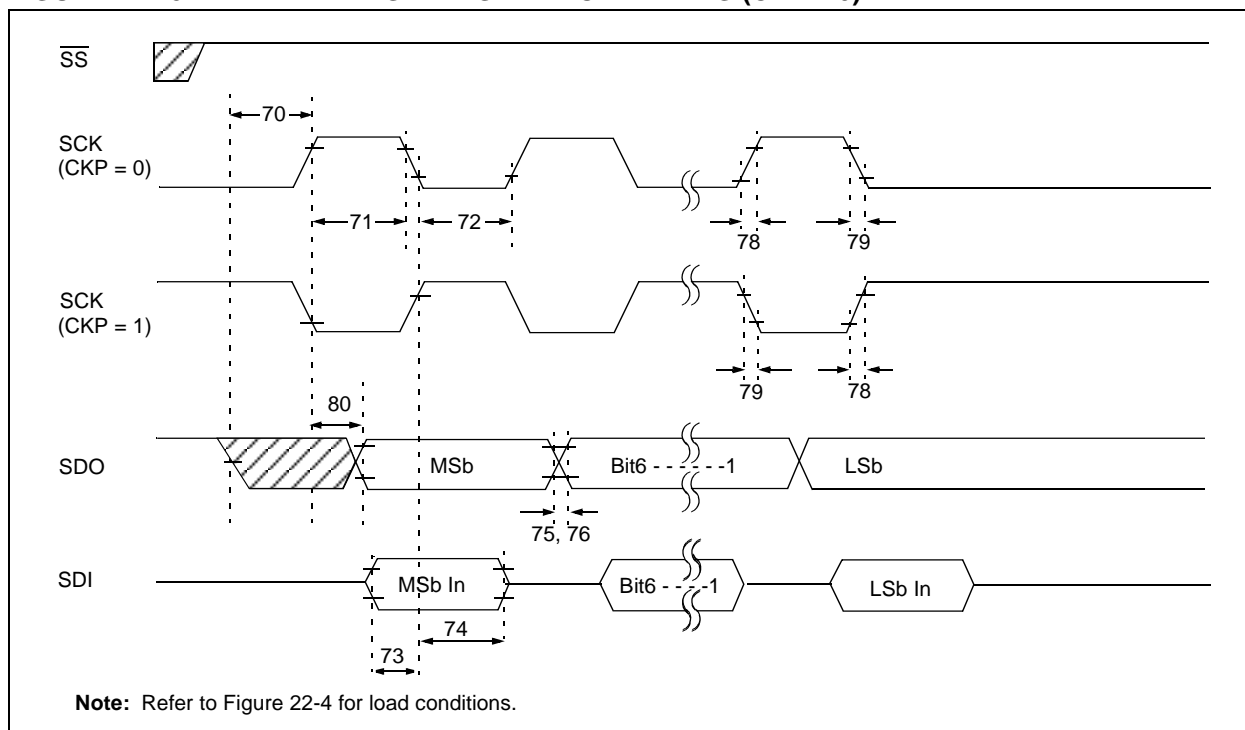 SS
70
SCK
(CKP = 0)
71
72
78
79
SCK
(CKP = 1)
79
78
80
SDO
MSb
Bit6 - - - - - - 1
LSb
75, 76
SDI
MSb In
Bit6 - - - - 1
LSb In
74
73
Note: Refer to Figure 22-4 for load conditions.